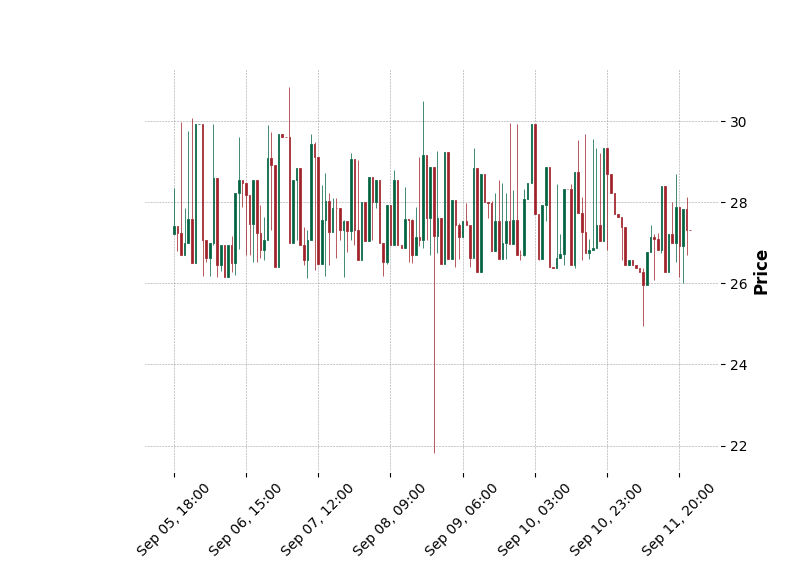 30
28
26
24
22
Price
Sep 05, 18:00
Sep 06, 15:00
Sep 07, 12:00
Sep 08, 09:00
Sep 09, 06:00
Sep 10, 03:00
Sep 10, 23:00
Sep 11, 20:00